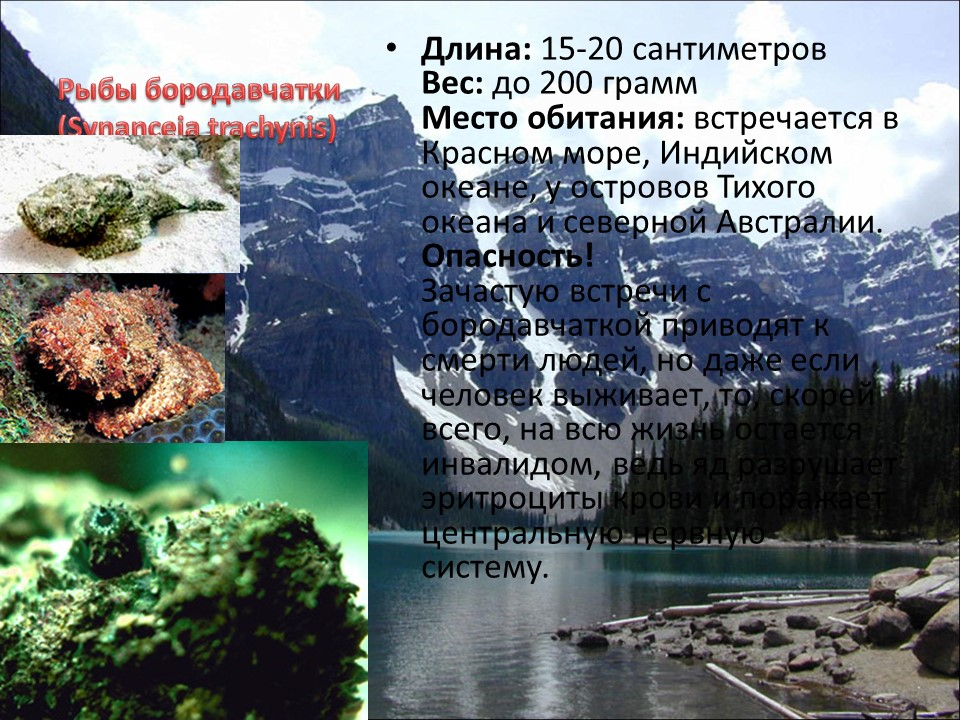 Рыбы бородавчатки
(Synanceia trachynis)
• Длина: 15-20 сантиметров
Вес: до 200 грамм
Место обитания: встречается в
Красном море, Индийском
океане, у островов Тихого
океана и северной Австралии.
Опасность!
Зачастую встречи с
бородавчаткой приводят к
смерти людей, но даже если
человек выживает, то, скорей
всего, на всю жизнь остается
инвалидом, ведь яд разрушает
эритроциты крови и поражает
центральную нервную
систему.